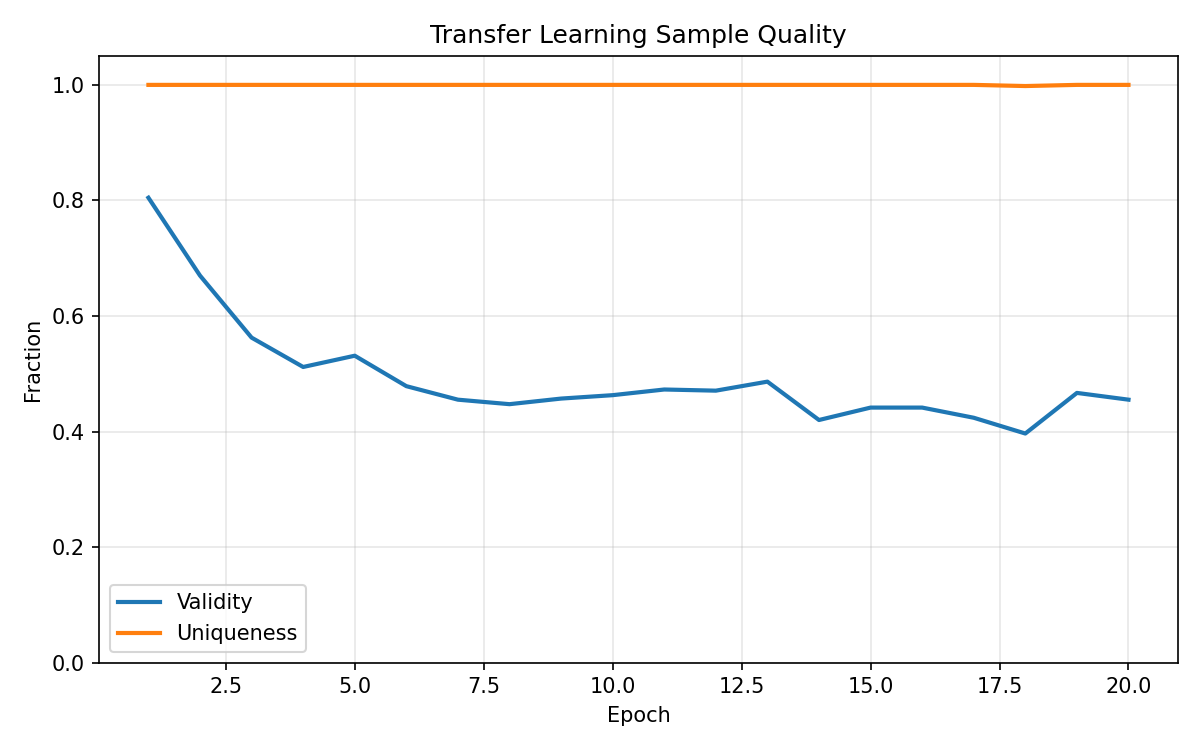 Transfer Learning Sample Quality
1.0
0.8
0.6
0.4
0.2
0.0
Fraction
Validity
Uniqueness
2.5 5.0 7.5 10.0 12.5 15.0 17.5 20.0
Epoch